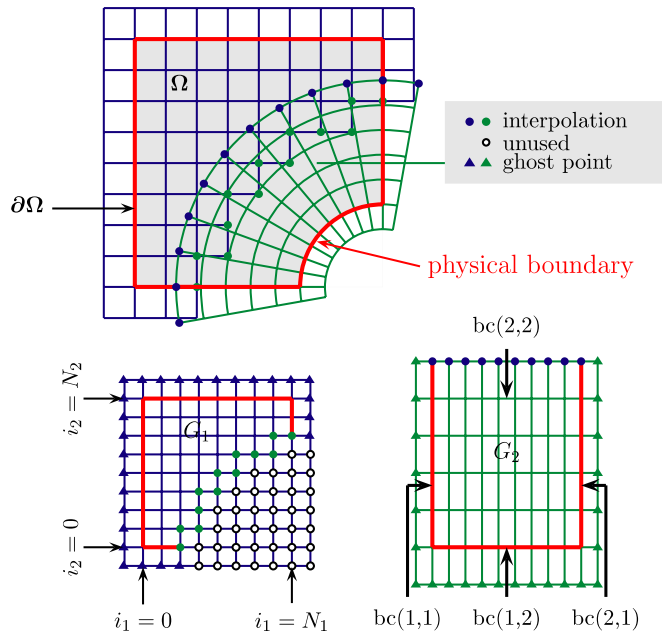 Ω
interpolation
unused
ghost point
∂Ω
physical boundary
bc(2,2)
i₂ = N₂
G₁
G₂
i₂ = 0
i₁ = 0
i₁ = N₁
bc(1,1)
bc(1,2)
bc(2,1)